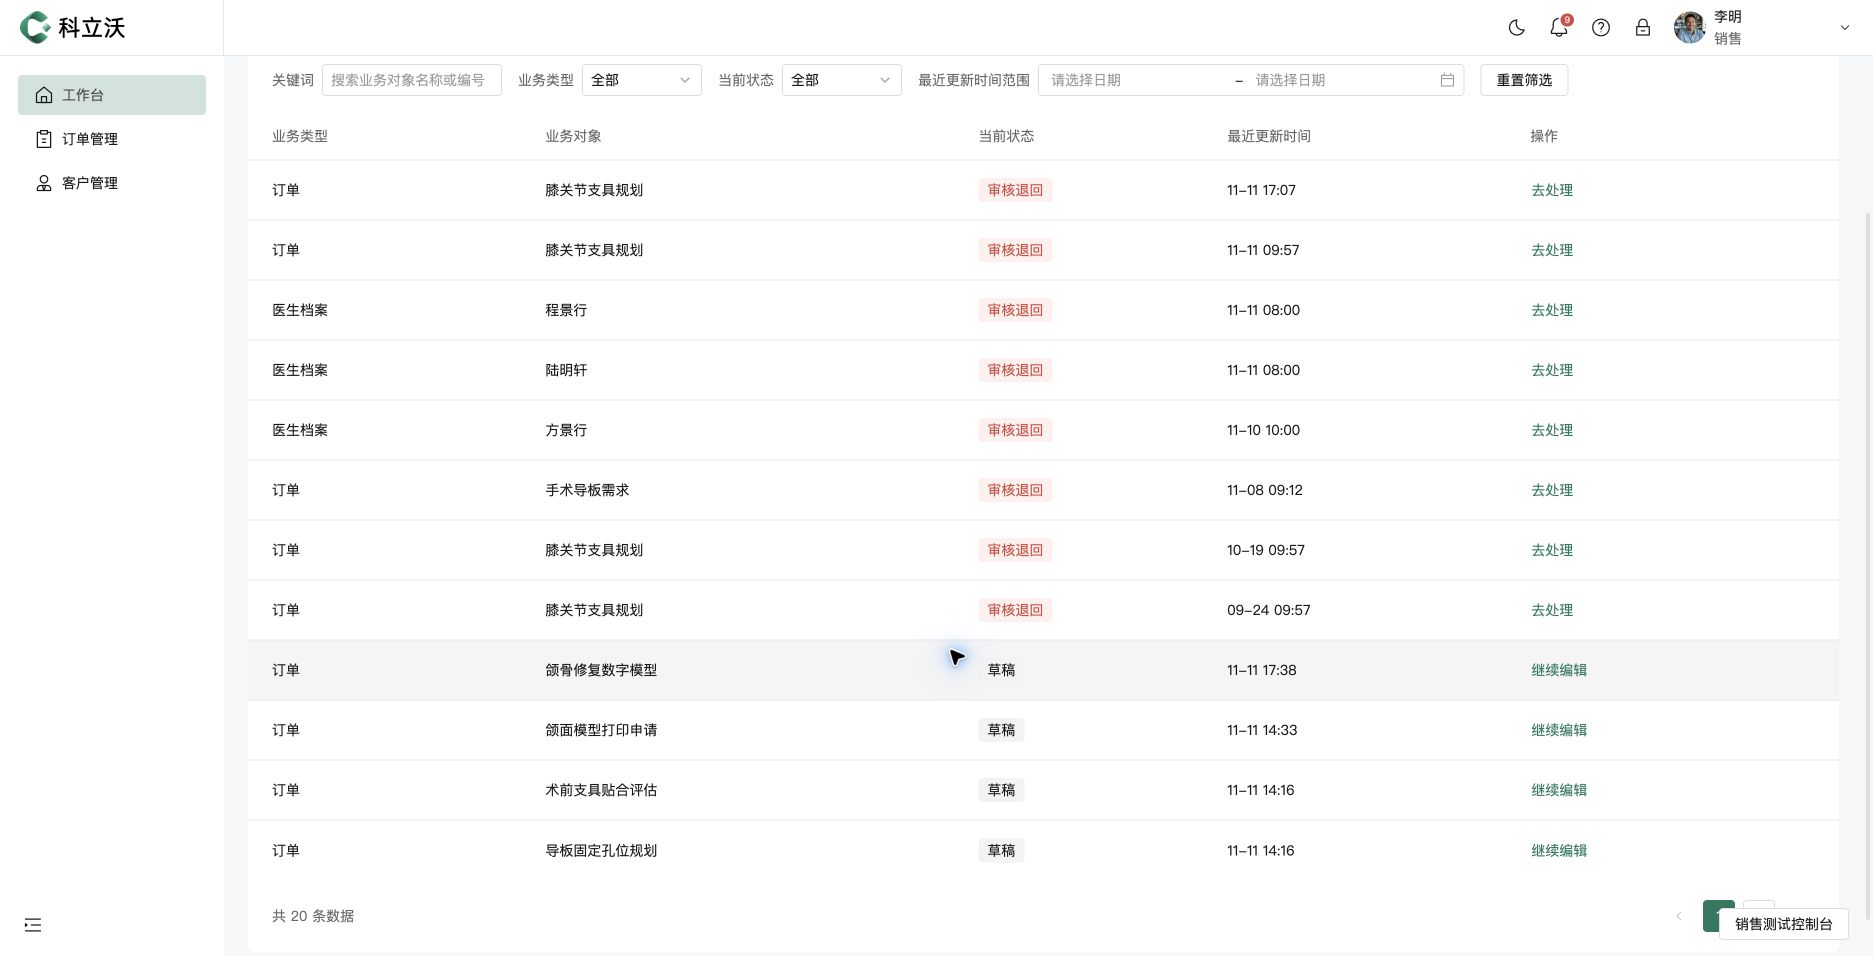 科立沃
9
李明
销售
工作台
订单管理
客户管理
关键词 搜索业务对象名称或编号 业务类型 全部 当前状态 全部 最近更新时间范围 请选择日期 – 请选择日期 重置筛选
业务类型 业务对象 当前状态 最近更新时间 操作
订单 膝关节支具规划 审核退回 11-11 17:07 去处理
订单 膝关节支具规划 审核退回 11-11 09:57 去处理
医生档案 程景行 审核退回 11-11 08:00 去处理
医生档案 陆明轩 审核退回 11-11 08:00 去处理
医生档案 方景行 审核退回 11-10 10:00 去处理
订单 手术导板需求 审核退回 11-08 09:12 去处理
订单 膝关节支具规划 审核退回 10-19 09:57 去处理
订单 膝关节支具规划 审核退回 09-24 09:57 去处理
订单 颌骨修复数字模型 草稿 11-11 17:38 继续编辑
订单 颌面模型打印申请 草稿 11-11 14:33 继续编辑
订单 术前支具贴合评估 草稿 11-11 14:16 继续编辑
订单 导板固定孔位规划 草稿 11-11 14:16 继续编辑
共 20 条数据
销售测试控制台